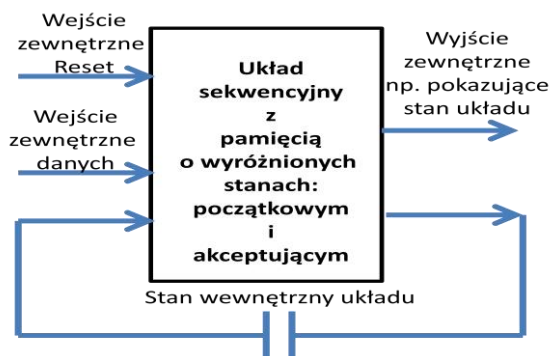 Wejście
zewnętrzne
Reset
Wejście
zewnętrzne
danych
Układ
sekwencyjny
z
pamięcią
o wyróżnionych
stanach:
początkowym
i
akceptującym
Wyjście
zewnętrzne
np. pokazujące
stan układu
Stan wewnętrzny układu